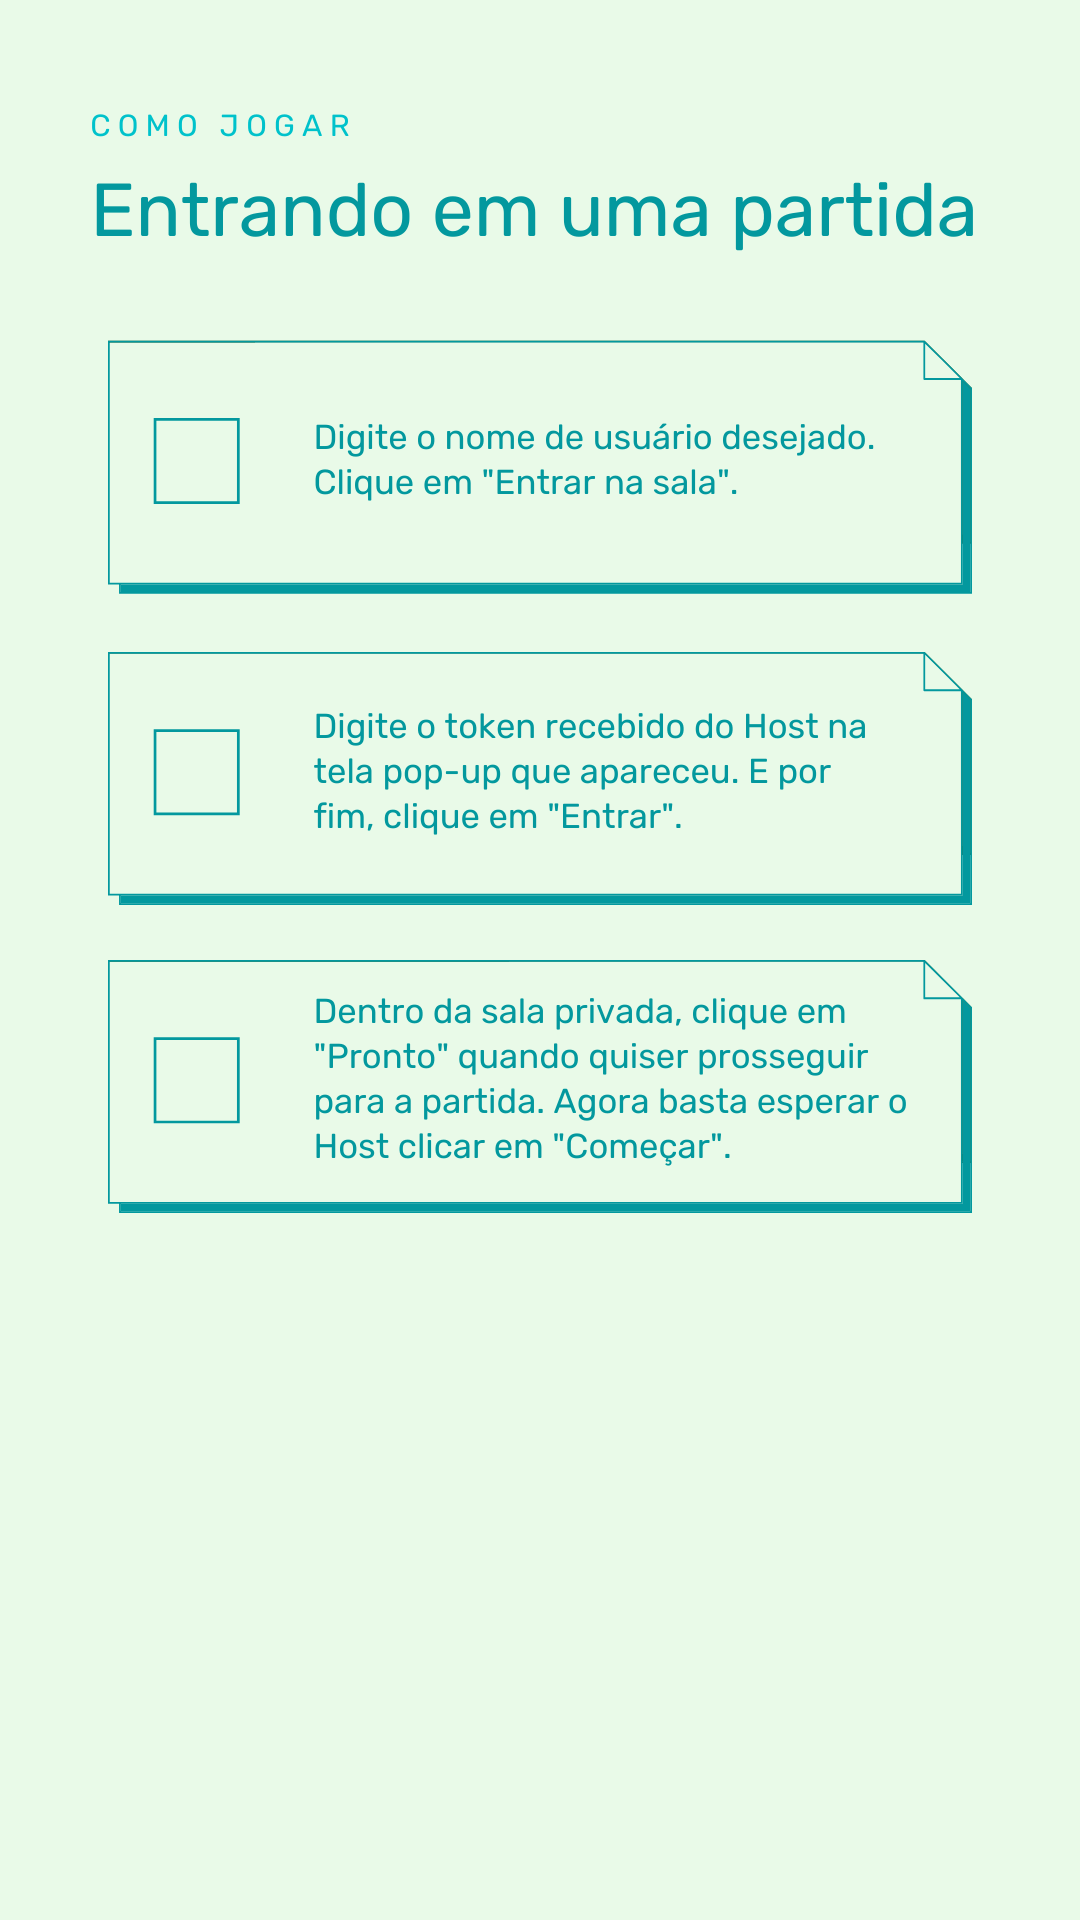 COMO JOGAR
Entrando em uma partida
Digite o nome de usuário desejado.
Clique em "Entrar na sala".
Digite o token recebido do Host na
tela pop-up que apareceu. E por
fim, clique em "Entrar".
Dentro da sala privada, clique em
"Pronto" quando quiser prosseguir
para a partida. Agora basta esperar o
Host clicar em "Começar".